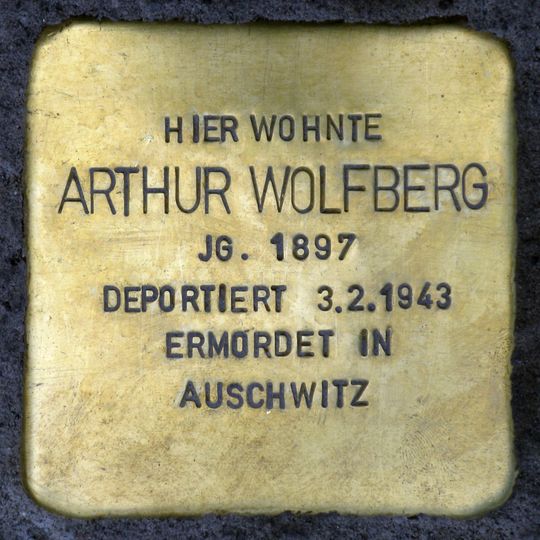 HIER WOHNTE
ARTHUR WOLFBERG
JG. 1897
DEPORTIERT 3.2.1943
ERMORDET IN
AUSCHWITZ